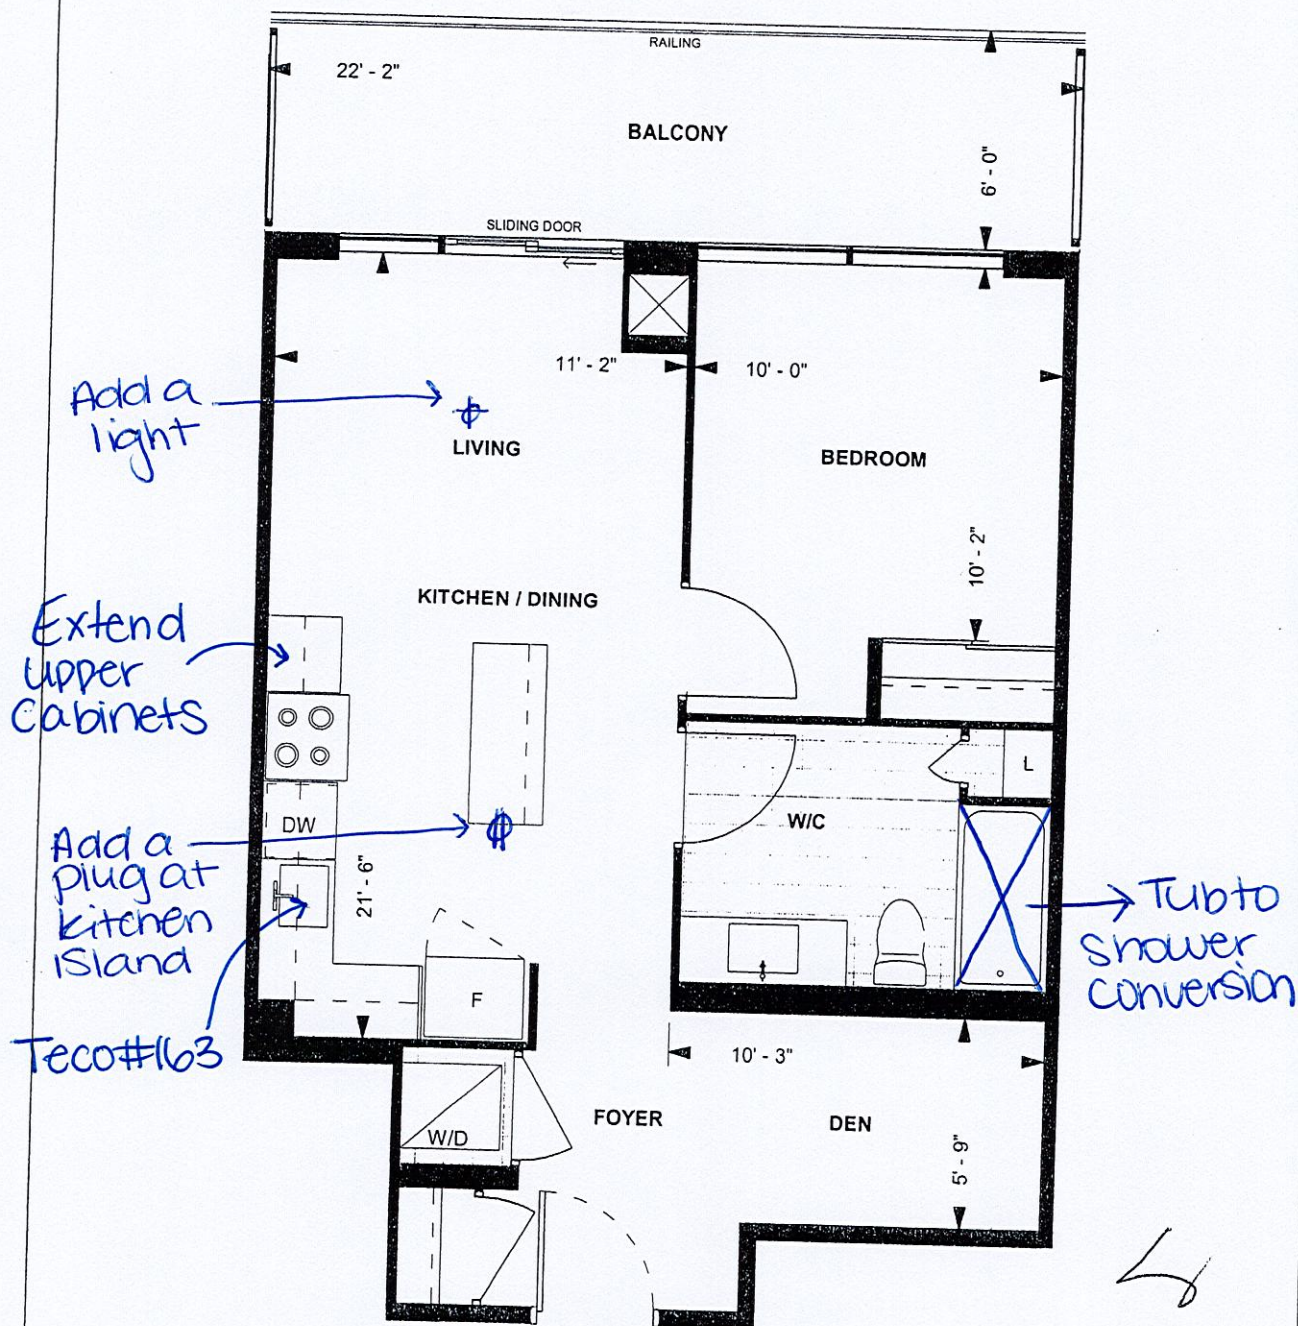 RAILING
22' - 2"
BALCONY
6' - 0"
SLIDING DOOR
11' - 2"
10' - 0"
Add a
light
LIVING
BEDROOM
10' - 2"
KITCHEN / DINING
Extend
upper
Cabinets
L
DW
W/C
Add a
plug at
kitchen
island
21' - 6"
Tub to
shower
conversion
F
Teco#163
10' - 3"
FOYER
DEN
W/D
5' - 9"